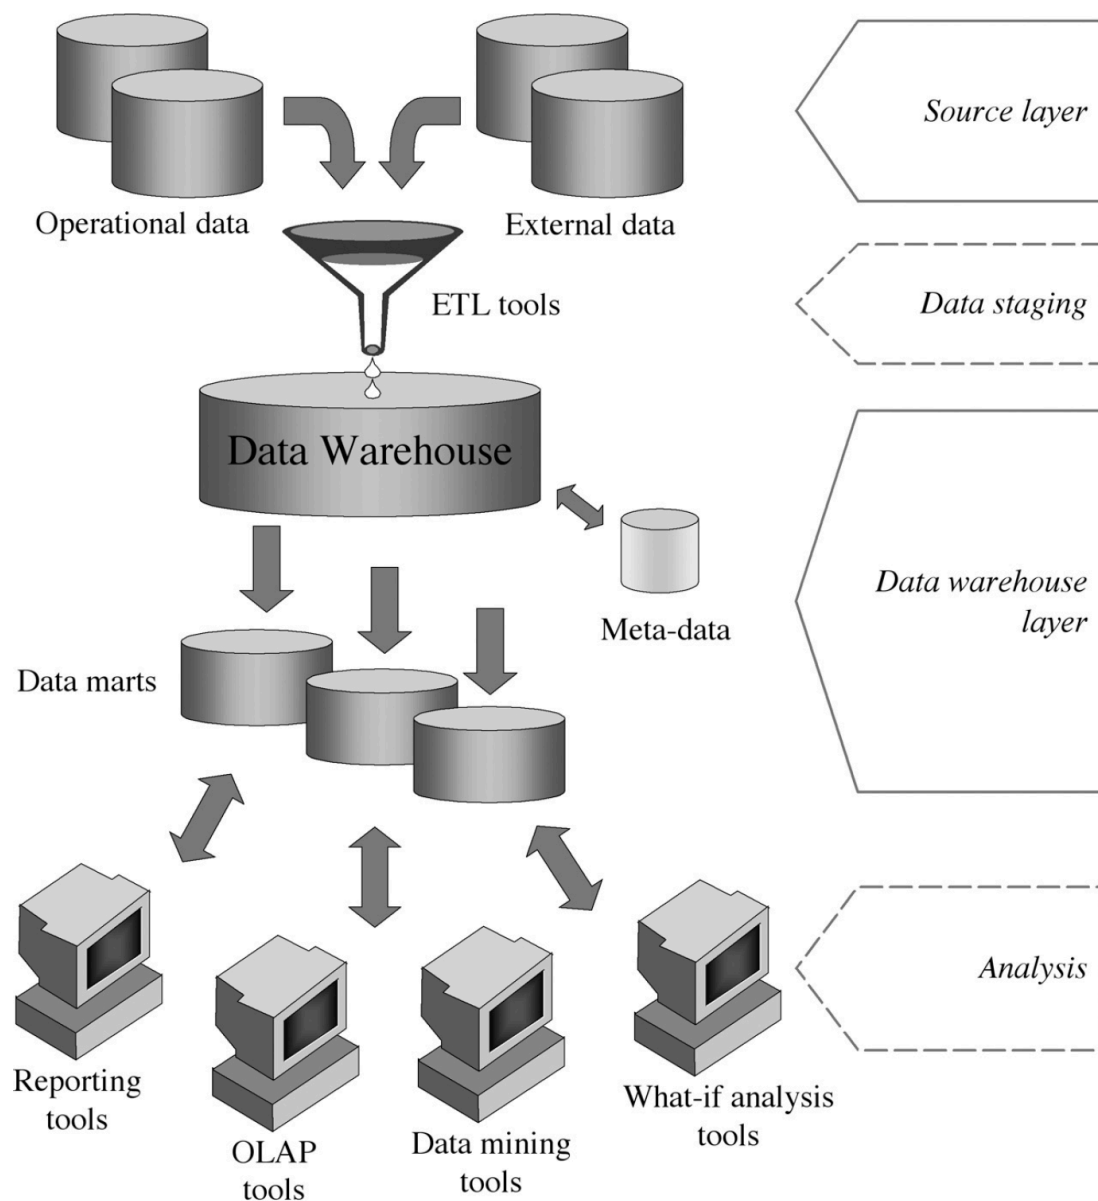 Source layer
Operational data
External data
ETL tools
Data staging
Data Warehouse
Data warehouse
layer
Meta-data
Data marts
Analysis
Reporting
tools
OLAP
tools
Data mining
tools
What-if analysis
tools